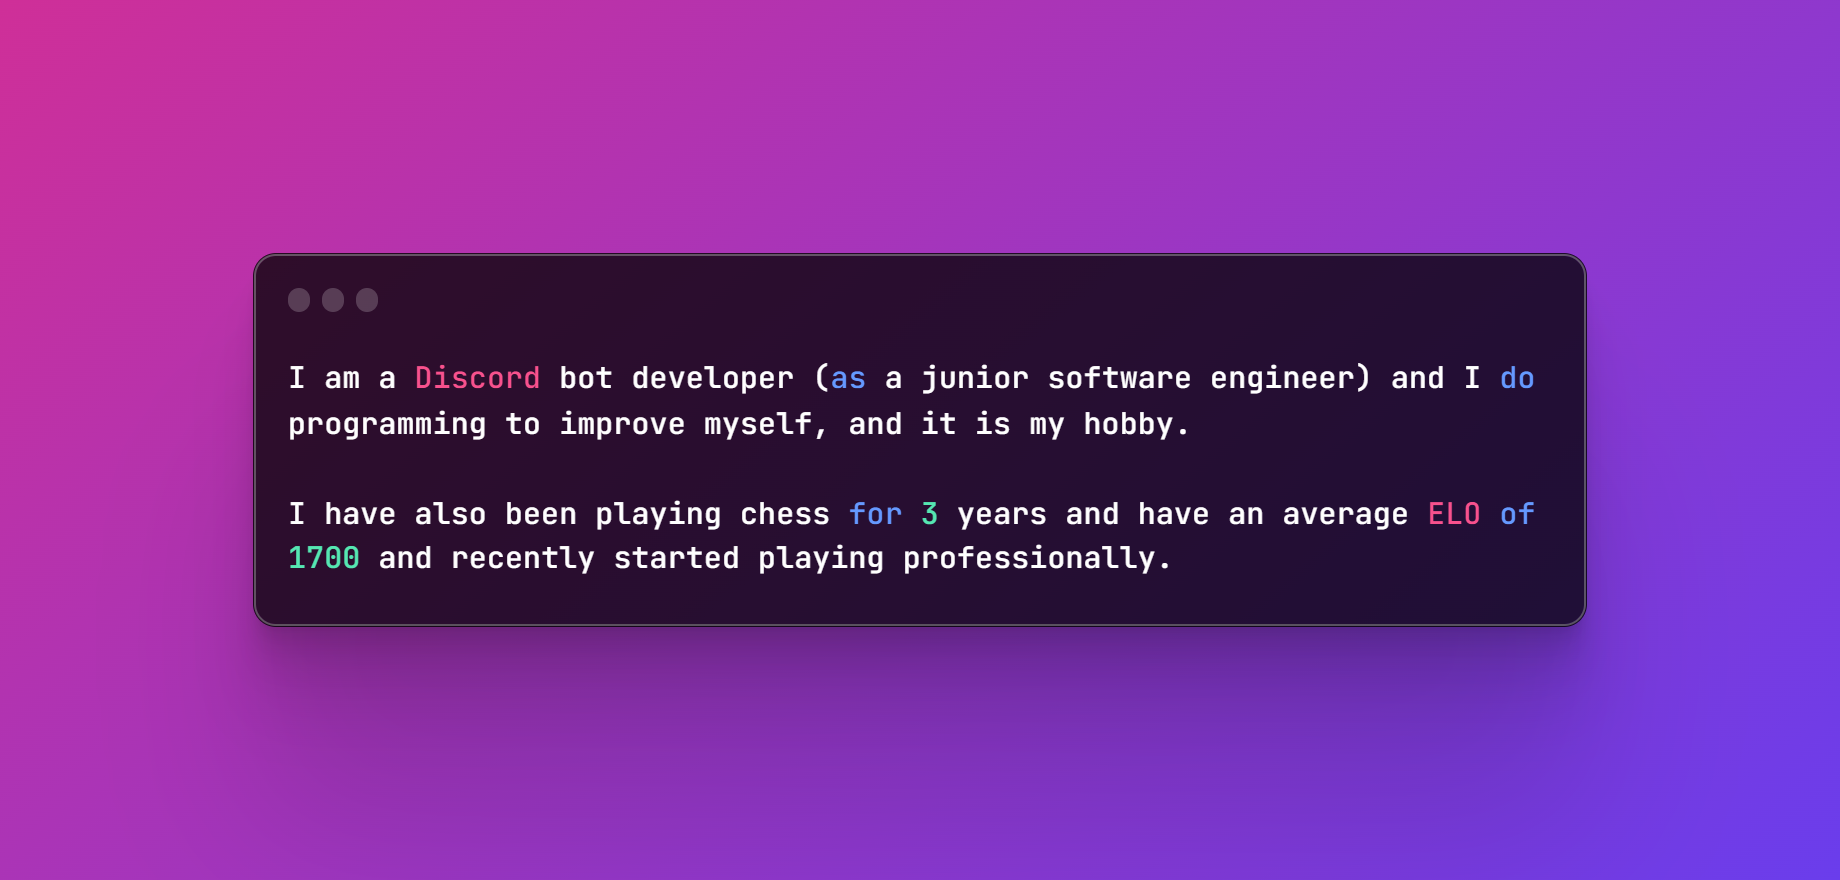 I am a Discord bot developer (as a junior software engineer) and I do
programming to improve myself, and it is my hobby.
I have also been playing chess for 3 years and have an average ELO of
1700 and recently started playing professionally.